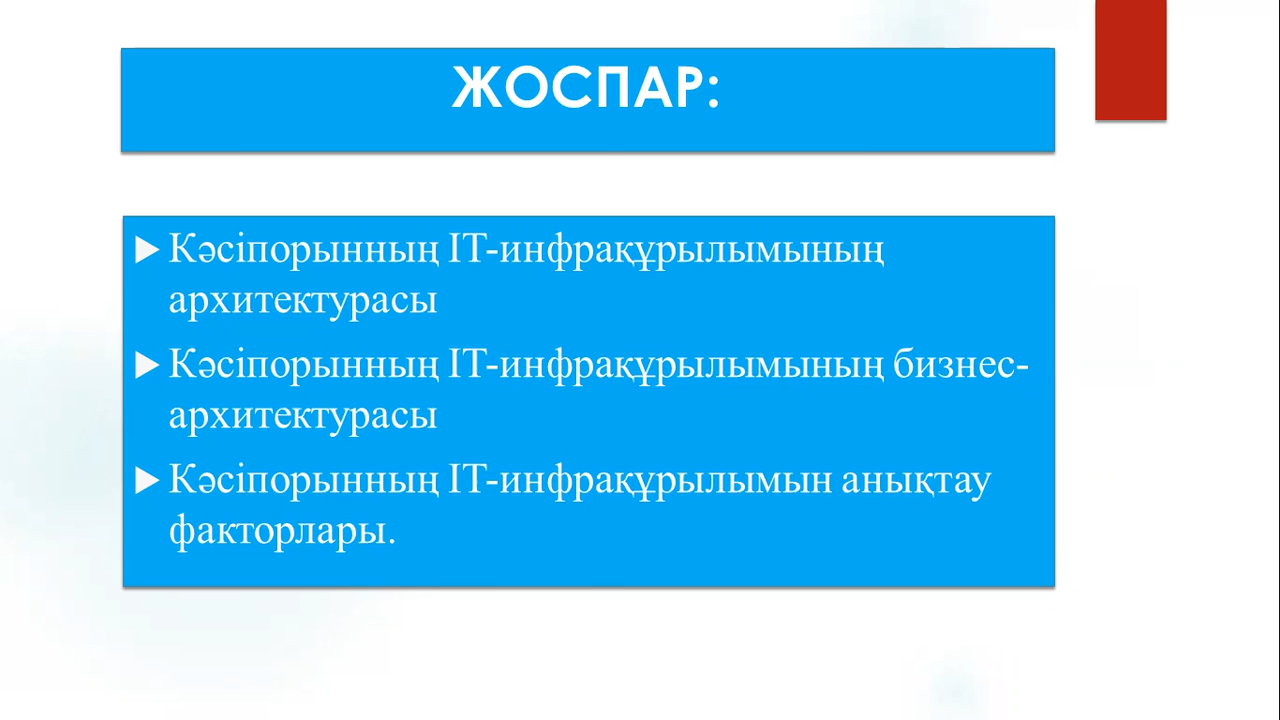 ЖОСПАР:
Кәсіпорынның IT-инфрақұрылымының
архитектурасы
Кәсіпорынның IT-инфрақұрылымының бизнес-
архитектурасы
Кәсіпорынның IT-инфрақұрылымын анықтау
факторлары.